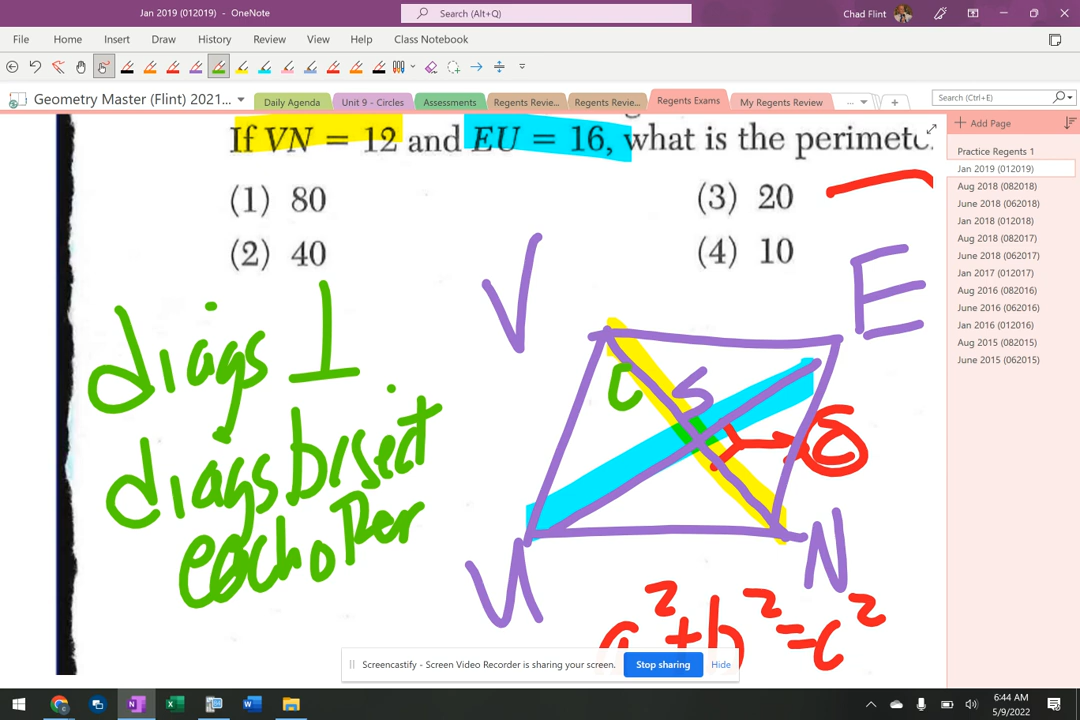 Jan 2019 (012019) - OneNote
Search (Alt+Q)
Chad Flint
File Home Insert Draw History Review View Help Class Notebook
Geometry Master (Flint) 2021...
Daily Agenda Unit 9 - Circles Assessments Regents Revie... Regents Revie... Regents Exams My Regents Review ...
Search (Ctrl+E)
If VN = 12 and EU = 16, what is the perimete
(1) 80
(3) 20
(2) 40
(4) 10
V
E
S
U
N
diags ⊥
diags bisect
each other
a²+b²=c²
Add Page
Practice Regents 1
Jan 2019 (012019)
Aug 2018 (082018)
June 2018 (062018)
Jan 2018 (012018)
Aug 2018 (082017)
June 2018 (062017)
Jan 2017 (012017)
Aug 2016 (082016)
June 2016 (062016)
Jan 2016 (012016)
Aug 2015 (082015)
June 2015 (062015)
Screencastify - Screen Video Recorder is sharing your screen.
Stop sharing
Hide
6:44 AM
5/9/2022